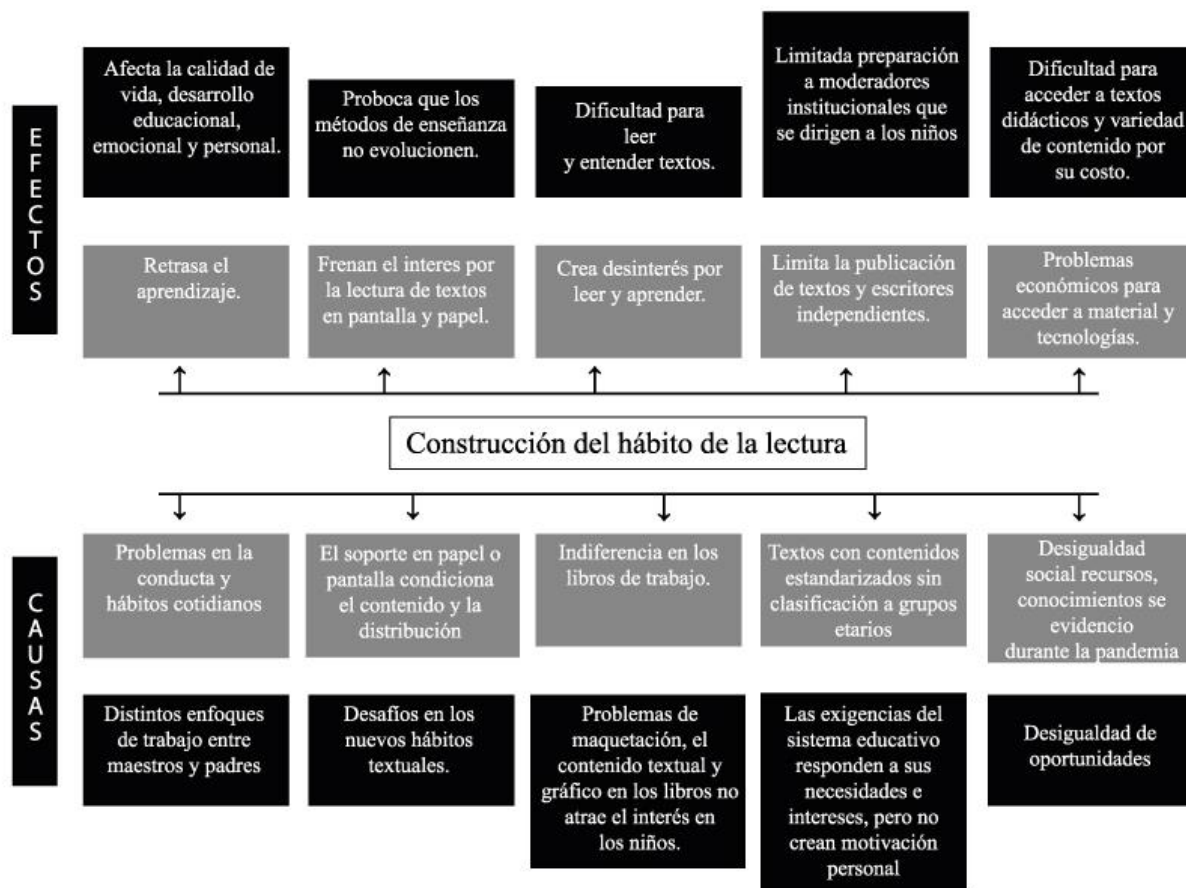 EFECTOS
Afecta la calidad de
vida, desarrollo
educacional,
emocional y personal.
Proboca que los
métodos de enseñanza
no evolucionen.
Dificultad para
leer
y entender textos.
Limitada preparación
a moderadores
institucionales que
se dirigen a los niños
Dificultad para
acceder a textos
didácticos y variedad
de contenido por
su costo.
Retrasa el
aprendizaje.
Frenan el interes por
la lectura de textos
en pantalla y papel.
Crea desinterés por
leer y aprender.
Limita la publicación
de textos y escritores
independientes.
Problemas
económicos para
acceder a material y
tecnologías.
Construcción del hábito de la lectura
CAUSAS
Problemas en la
conducta y
hábitos cotidianos
El soporte en papel o
pantalla condiciona
el contenido y la
distribución
Indiferencia en los
libros de trabajo.
Textos con contenidos
estandarizados sin
clasificación a grupos
etarios
Desigualdad
social recursos,
conocimientos se
evidencio
durante la pandemia
Distintos enfoques
de trabajo entre
maestros y padres
Desafíos en los
nuevos hábitos
textuales.
Problemas de
maquetación, el
contenido textual y
gráfico en los libros no
atrae el interés en
los niños.
Las exigencias del
sistema educativo
responden a sus
necesidades e
intereses, pero no
crean motivación
personal
Desigualdad de
oportunidades